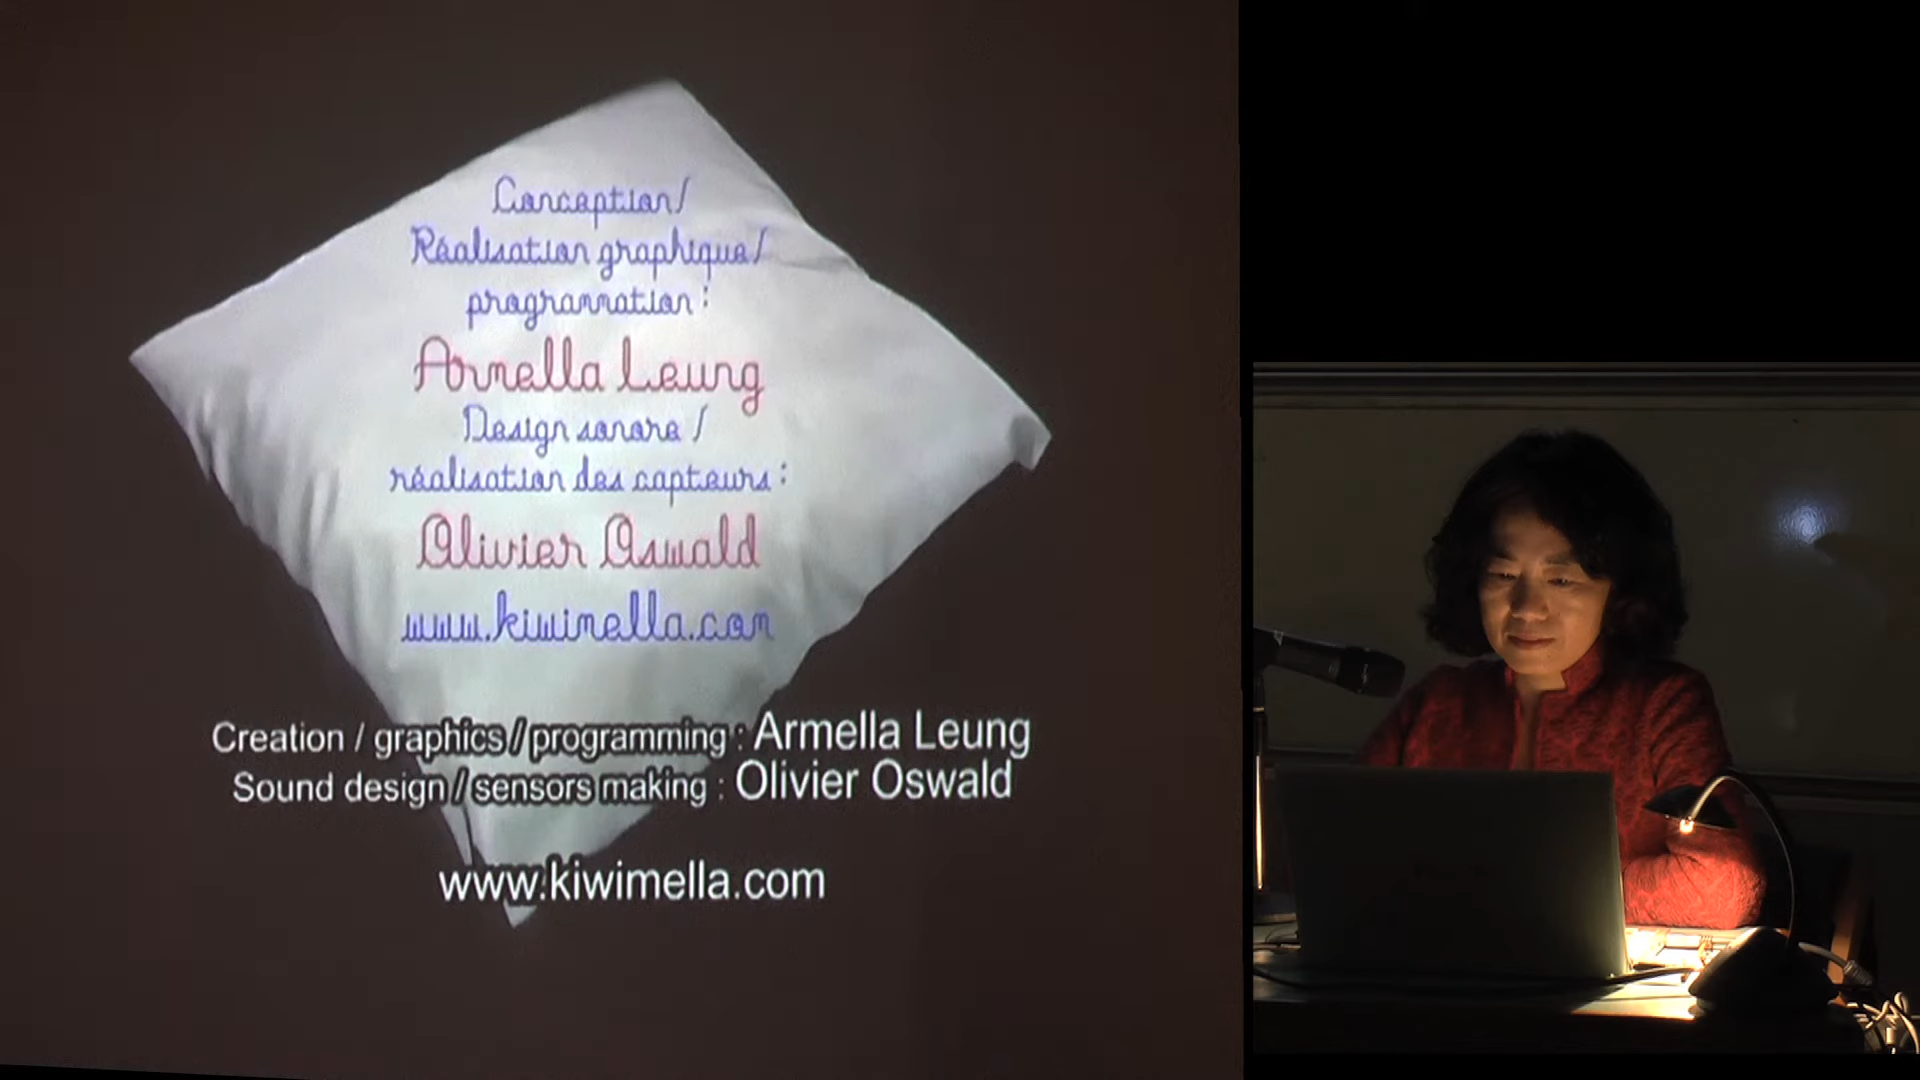 Conception/
Réalisation graphique/
programmation :
Armella Leung
Design sonore /
réalisation des capteurs :
Olivier Oswald
www.kiwimella.com
Creation / graphics / programming : Armella Leung
Sound design / sensors making : Olivier Oswald
www.kiwimella.com